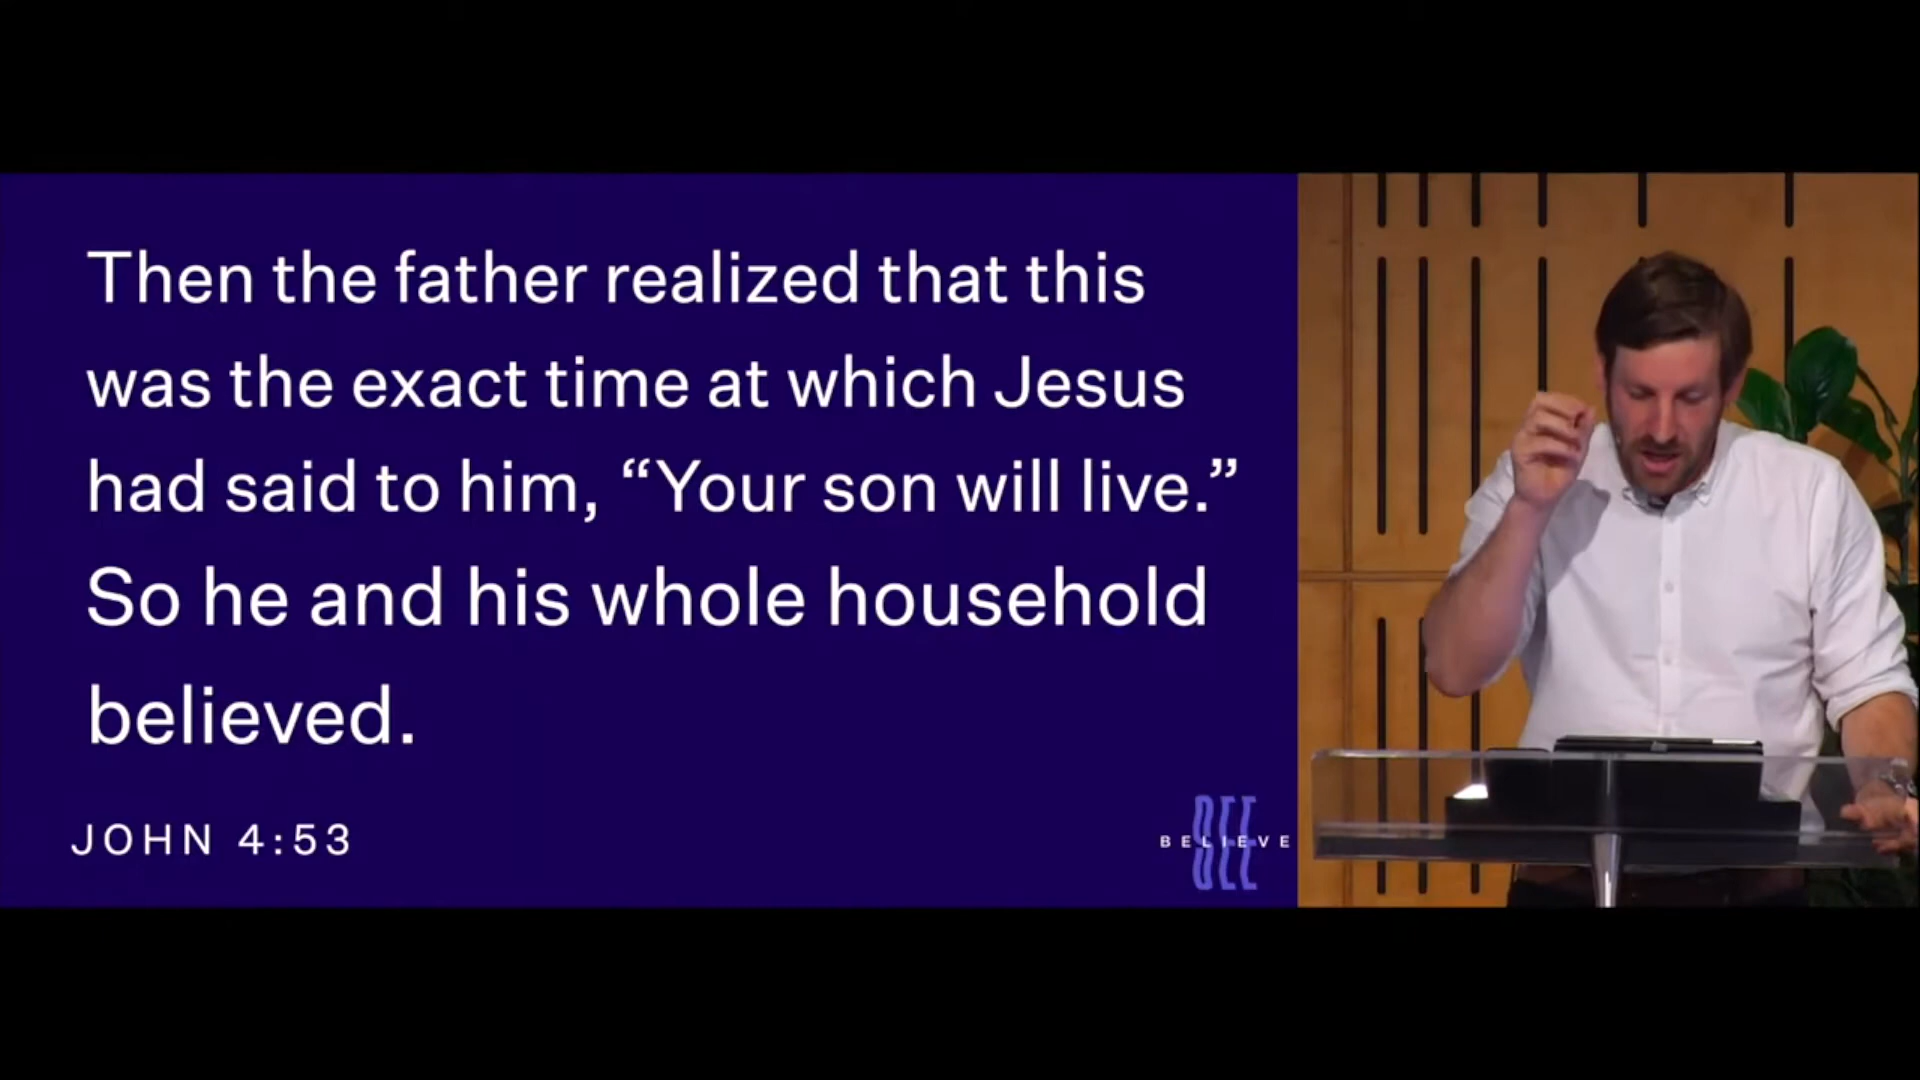 Then the father realized that this
was the exact time at which Jesus
had said to him, “Your son will live.”
So he and his whole household
believed.
JOHN 4:53
SEE
BELIEVE